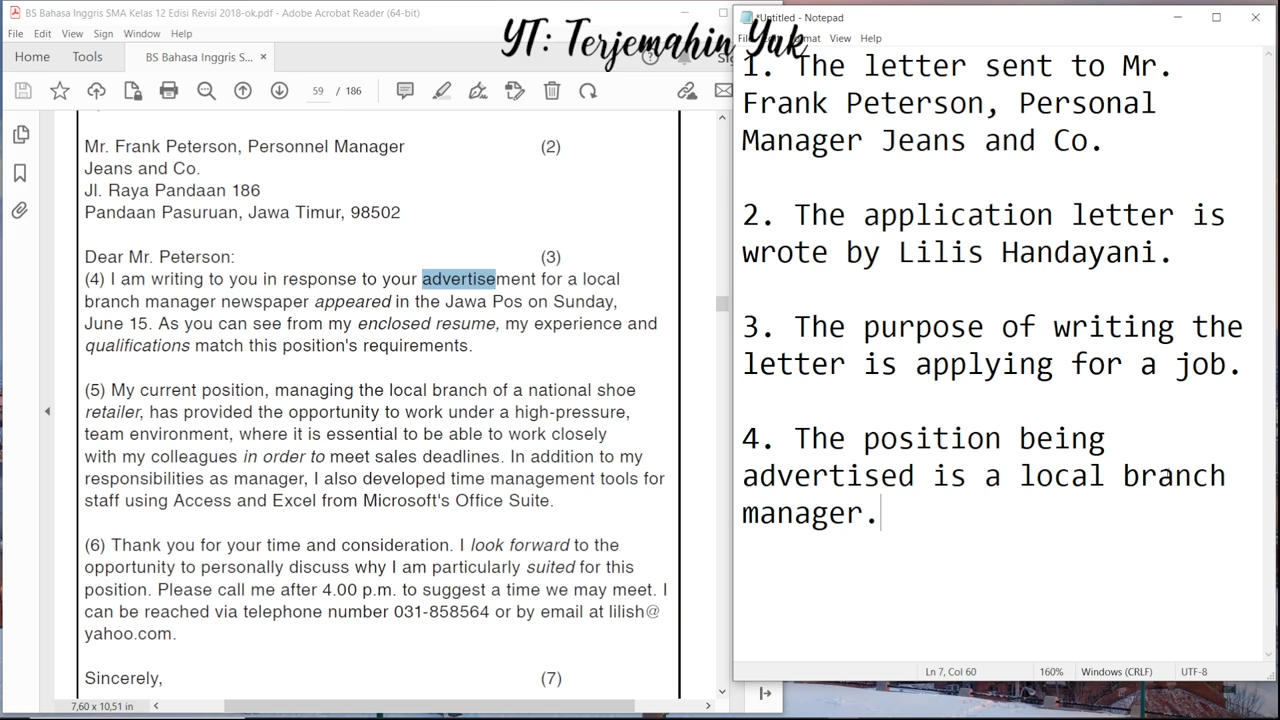 BS Bahasa Inggris SMA Kelas 12 Edisi Revisi 2018-ok.pdf - Adobe Acrobat Reader (64-bit)
File Edit View Sign Window Help
YT: Terjemahin Yuk
Home Tools BS Bahasa Inggris S... ×
59 / 186
Mr. Frank Peterson, Personnel Manager (2)
Jeans and Co.
Jl. Raya Pandaan 186
Pandaan Pasuruan, Jawa Timur, 98502
Dear Mr. Peterson: (3)
(4) I am writing to you in response to your advertisement for a local
branch manager newspaper appeared in the Jawa Pos on Sunday,
June 15. As you can see from my enclosed resume, my experience and
qualifications match this position's requirements.
(5) My current position, managing the local branch of a national shoe
retailer, has provided the opportunity to work under a high-pressure,
team environment, where it is essential to be able to work closely
with my colleagues in order to meet sales deadlines. In addition to my
responsibilities as manager, I also developed time management tools for
staff using Access and Excel from Microsoft's Office Suite.
(6) Thank you for your time and consideration. I look forward to the
opportunity to personally discuss why I am particularly suited for this
position. Please call me after 4.00 p.m. to suggest a time we may meet. I
can be reached via telephone number 031-858564 or by email at lilish@
yahoo.com.
Sincerely, (7)
7,60 x 10,51 in
*Untitled - Notepad
View Help
1. The letter sent to Mr.
Frank Peterson, Personal
Manager Jeans and Co.
2. The application letter is
wrote by Lilis Handayani.
3. The purpose of writing the
letter is applying for a job.
4. The position being
advertised is a local branch
manager.
Ln 7, Col 60 160% Windows (CRLF) UTF-8